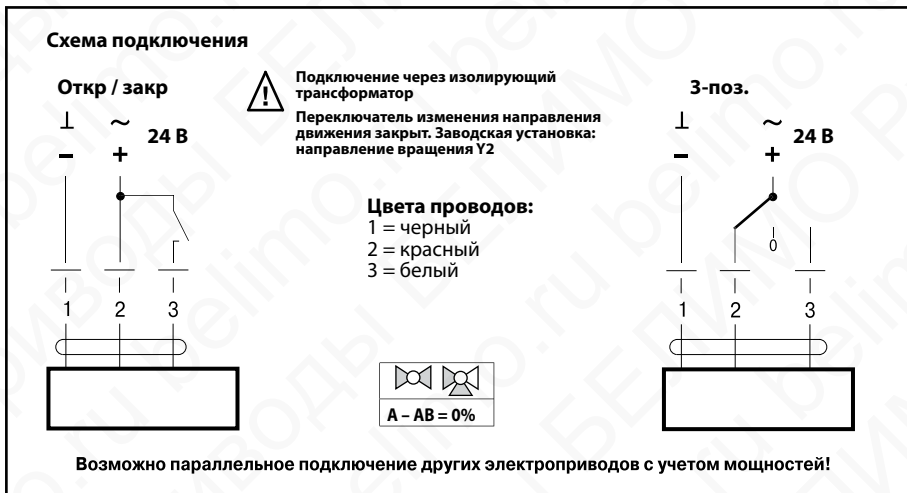 Схема подключения
Откр / закр
⊥ ~ 24 В
– +
1 2 3
Подключение через изолирующий
трансформатор
Переключатель изменения направления
движения закрыт. Заводская установка:
направление вращения Y2
Цвета проводов:
1 = черный
2 = красный
3 = белый
A – AB = 0%
3-поз.
⊥ ~ 24 В
– +
0
1 2 3
Возможно параллельное подключение других электроприводов с учетом мощностей!